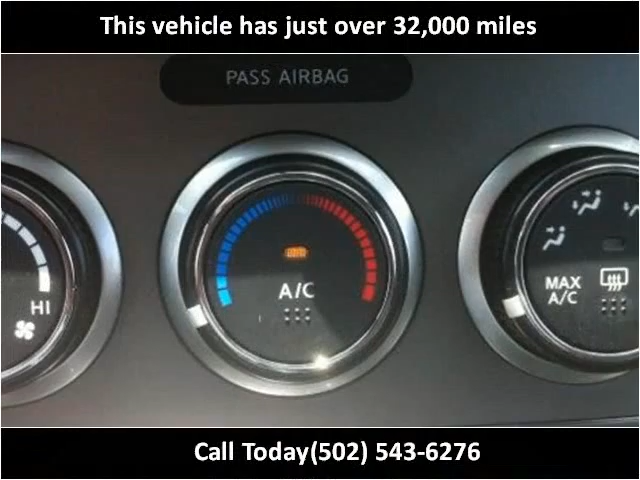 This vehicle has just over 32,000 miles
PASS AIRBAG
HI
A/C
MAX
A/C
Call Today(502) 543-6276